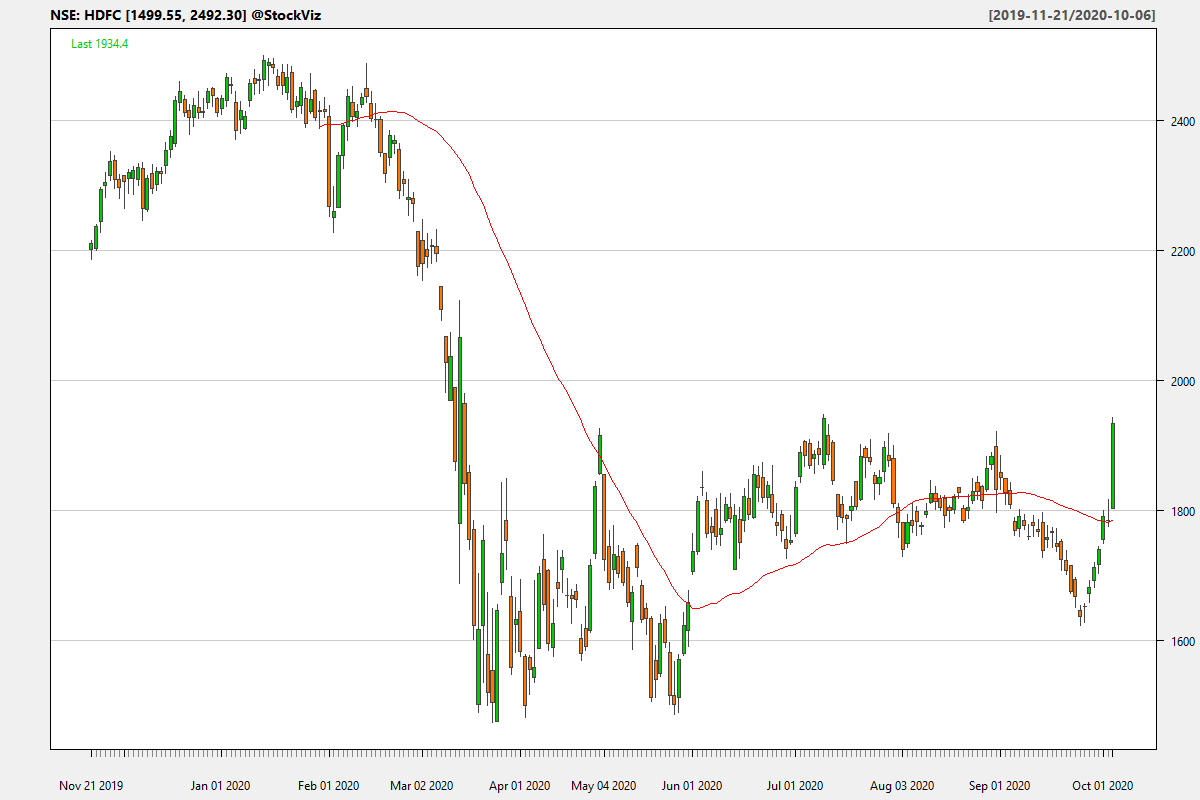 NSE: HDFC [1499.55, 2492.30] @StockViz
[2019-11-21/2020-10-06]
Last 1934.4
2400
2200
2000
1800
1600
Nov 21 2019 Jan 01 2020 Feb 01 2020 Mar 02 2020 Apr 01 2020 May 04 2020 Jun 01 2020 Jul 01 2020 Aug 03 2020 Sep 01 2020 Oct 01 2020